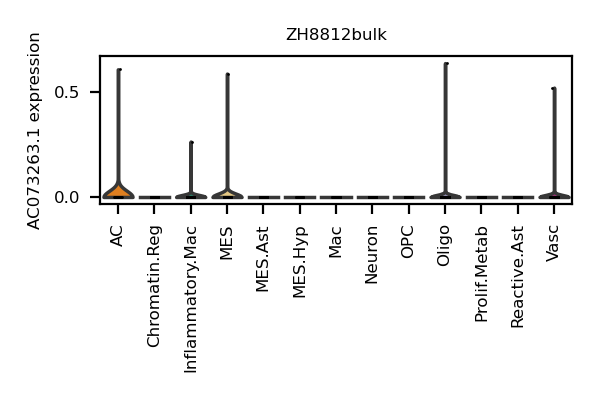 ZH8812bulk
AC073263.1 expression
0.5
0.0
AC
Chromatin.Reg
Inflammatory.Mac
MES
MES.Ast
MES.Hyp
Mac
Neuron
OPC
Oligo
Prolif.Metab
Reactive.Ast
Vasc